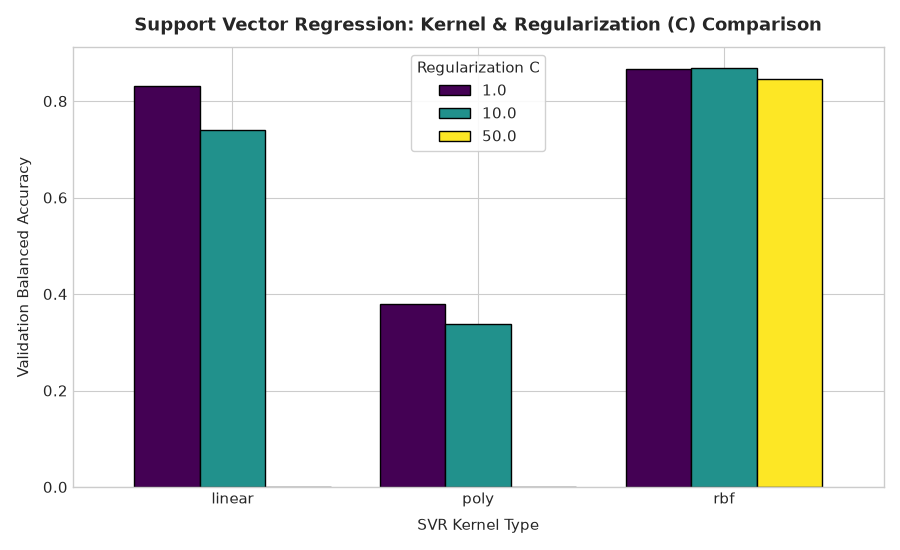 Support Vector Regression: Kernel & Regularization (C) Comparison
Regularization C
1.0
10.0
50.0
0.8
0.6
0.4
0.2
0.0
Validation Balanced Accuracy
linear
poly
rbf
SVR Kernel Type